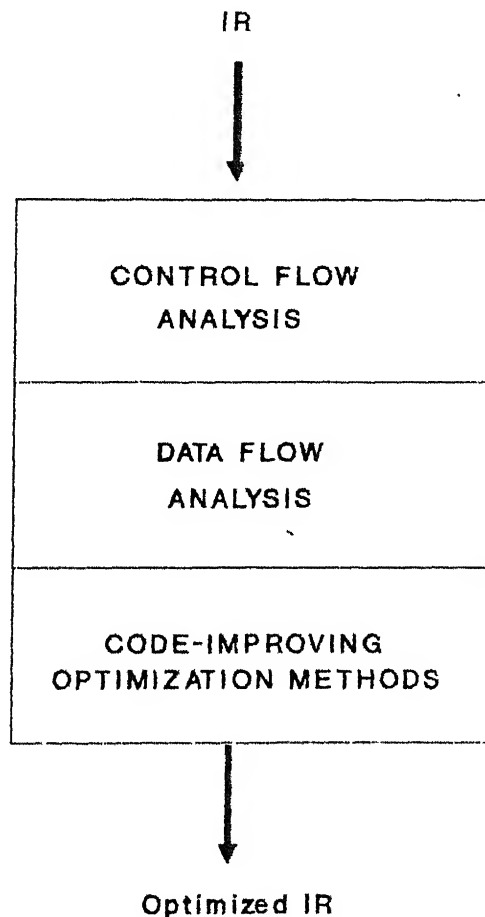 IR
CONTROL FLOW
ANALYSIS
DATA FLOW
ANALYSIS
CODE-IMPROVING
OPTIMIZATION METHODS
Optimized IR